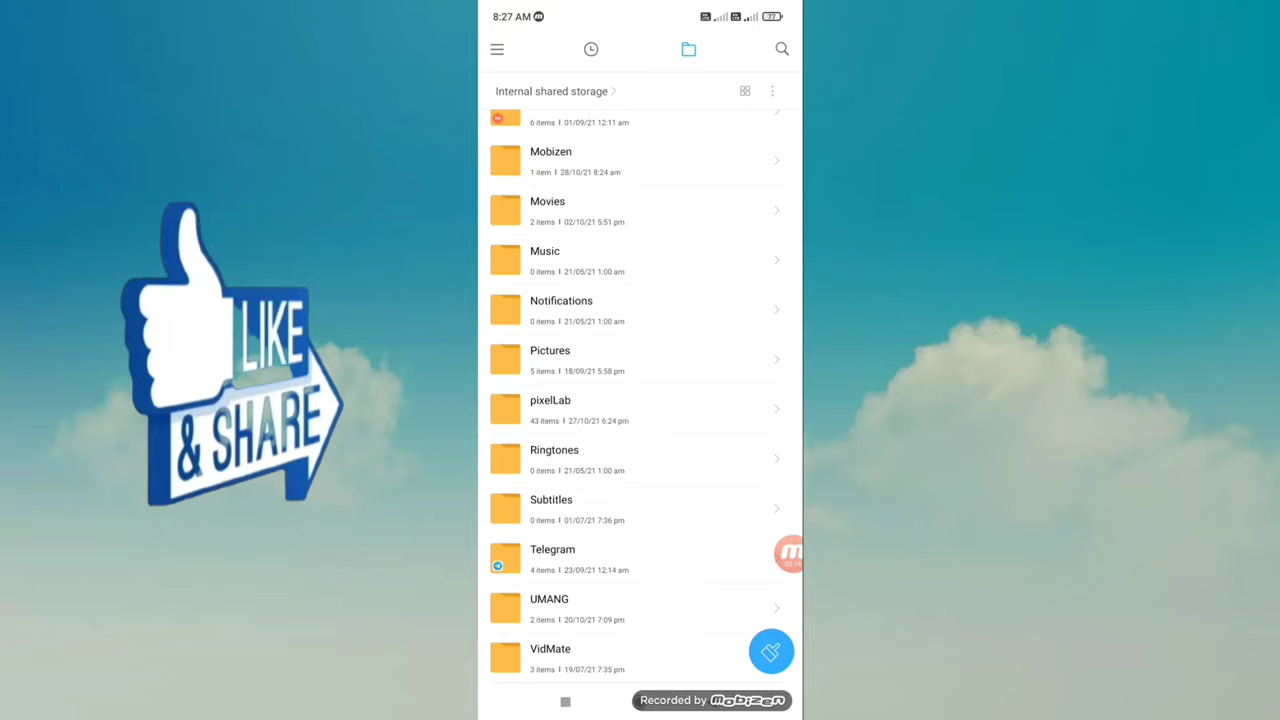 8:27 AM
77
Internal shared storage
6 items | 01/09/21 12:11 am
Mobizen
1 item | 28/10/21 8:24 am
Movies
2 items | 02/10/21 5:51 pm
Music
0 items | 21/05/21 1:00 am
Notifications
0 items | 21/05/21 1:00 am
Pictures
5 items | 18/09/21 5:58 pm
pixelLab
43 items | 27/10/21 6:24 pm
Ringtones
0 items | 21/05/21 1:00 am
Subtitles
0 items | 01/07/21 7:36 pm
Telegram
4 items | 23/09/21 12:14 am
UMANG
2 items | 20/10/21 7:09 pm
VidMate
3 items | 19/07/21 7:35 pm
Recorded by mobizen
LIKE
& SHARE